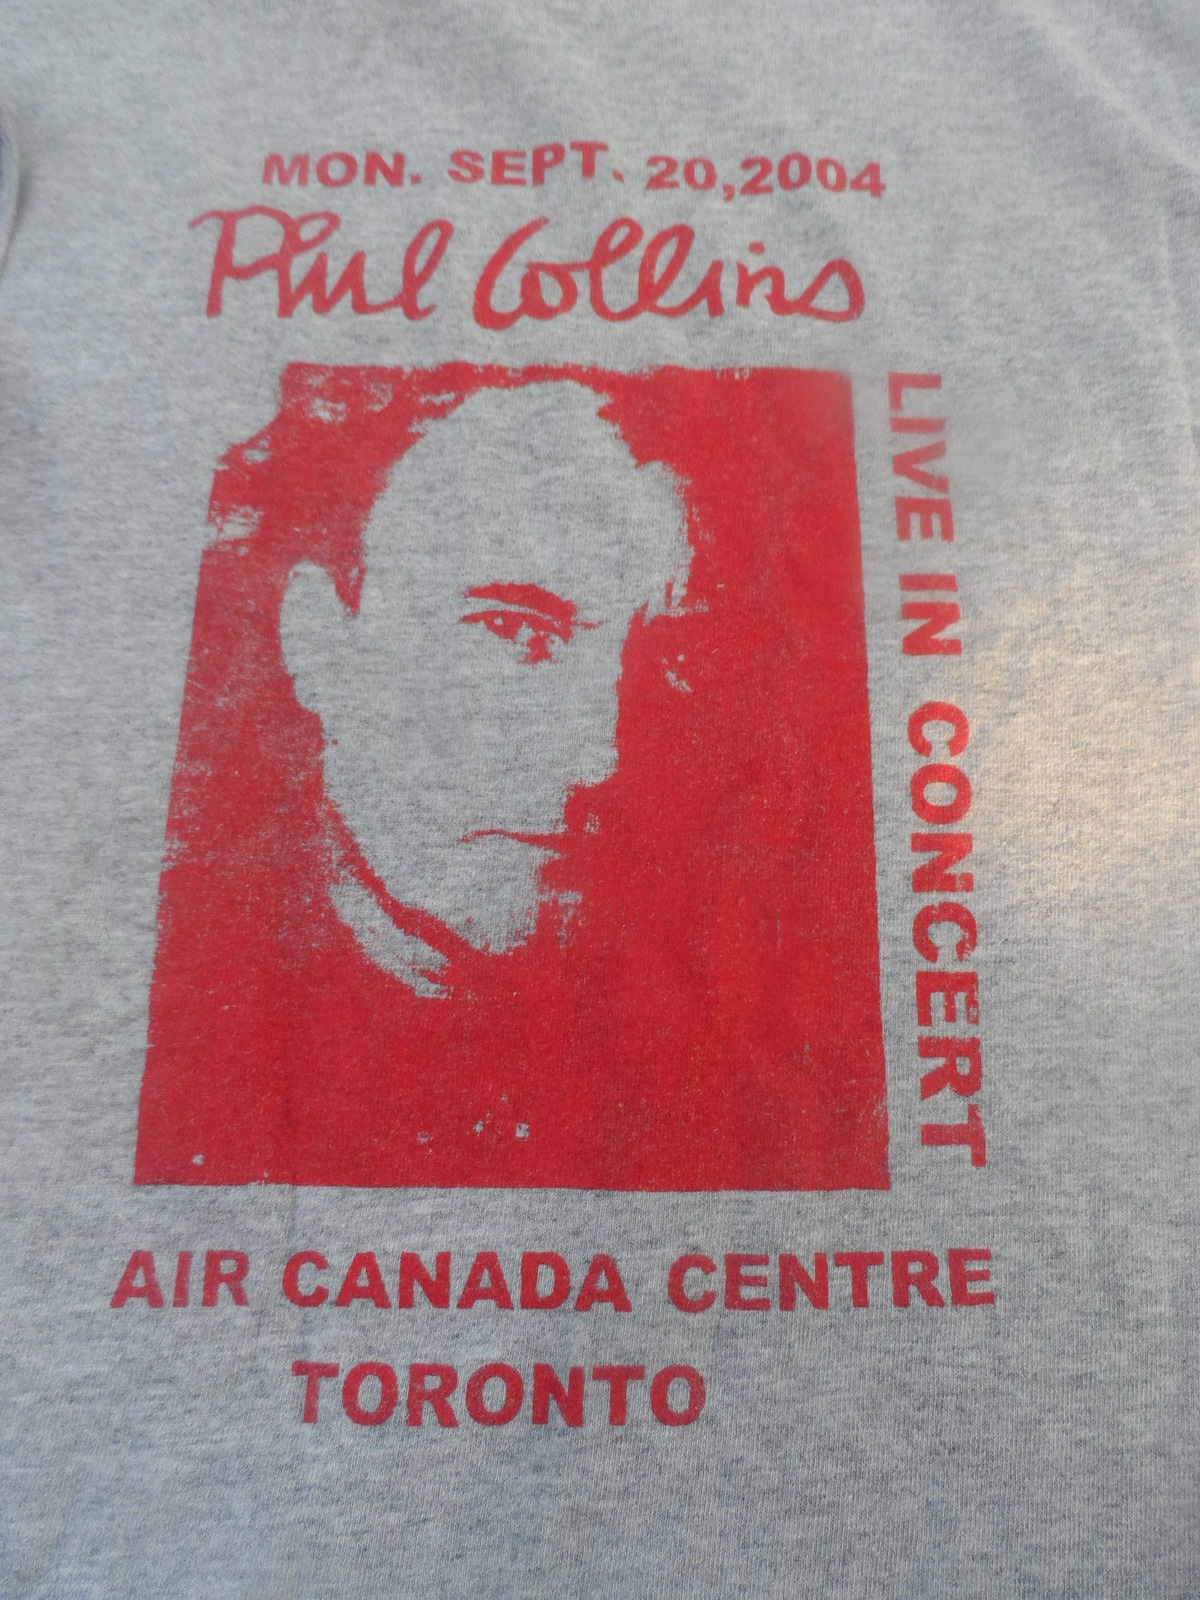 MON. SEPT. 20,2004
Phil Collins
LIVE IN CONCERT
AIR CANADA CENTRE
TORONTO